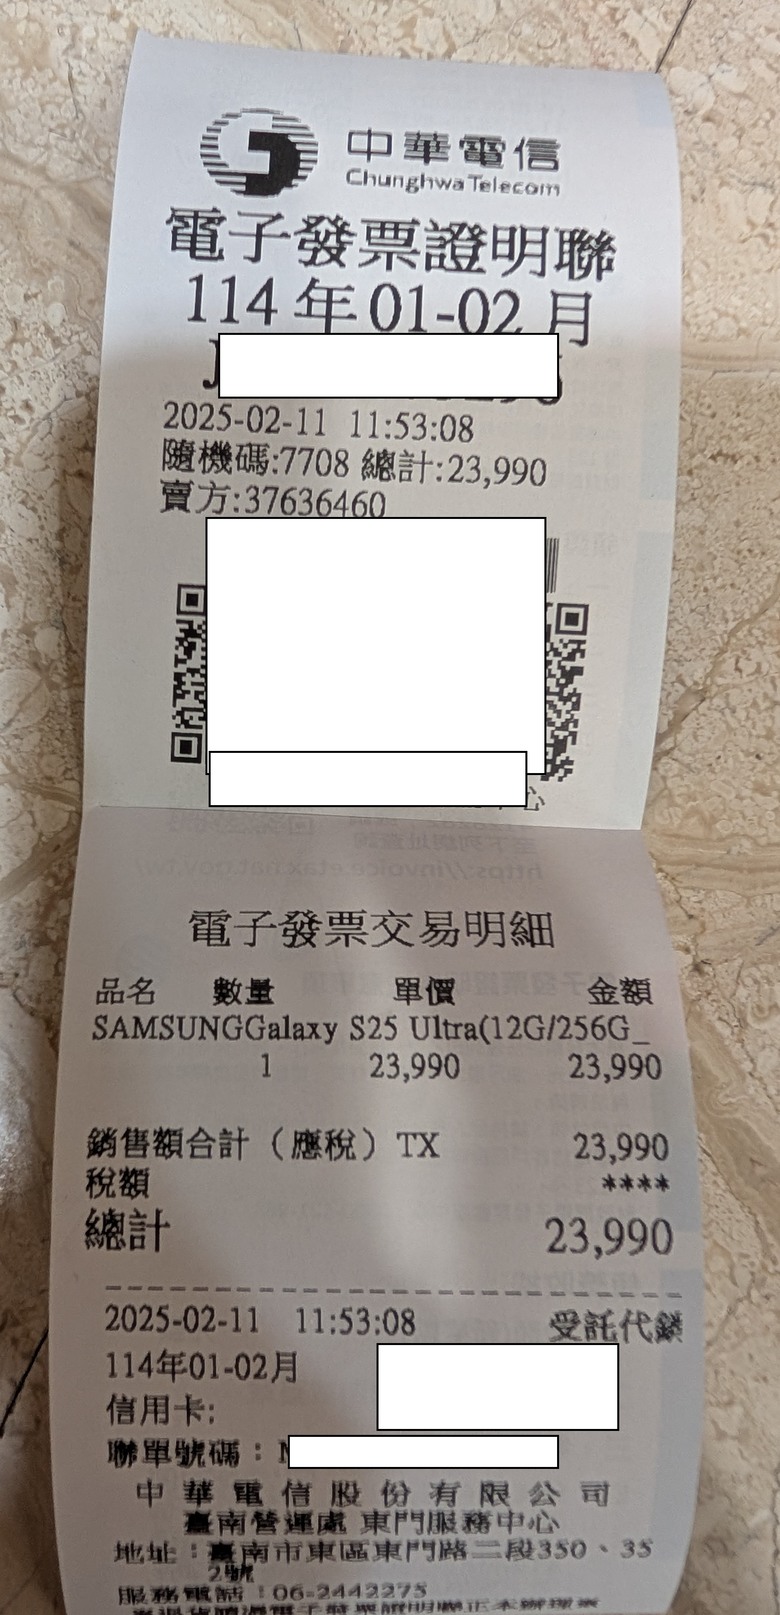 中華電信
Chunghwa Telecom
電子發票證明聯
114年01-02月
2025-02-11 11:53:08
隨機碼:7708 總計:23,990
賣方:37636460
電子發票交易明細
品名 數量 單價 金額
SAMSUNGGalaxy S25 Ultra(12G/256G_
1 23,990 23,990
銷售額合計（應稅）TX 23,990
稅額 ****
總計 23,990
2025-02-11 11:53:08 受託代銷
114年01-02月
信用卡:
聯單號碼：
中華電信股份有限公司
臺南營運處 東門服務中心
地址：臺南市東區東門路二段350、35
2號
服務電話：06-2442275